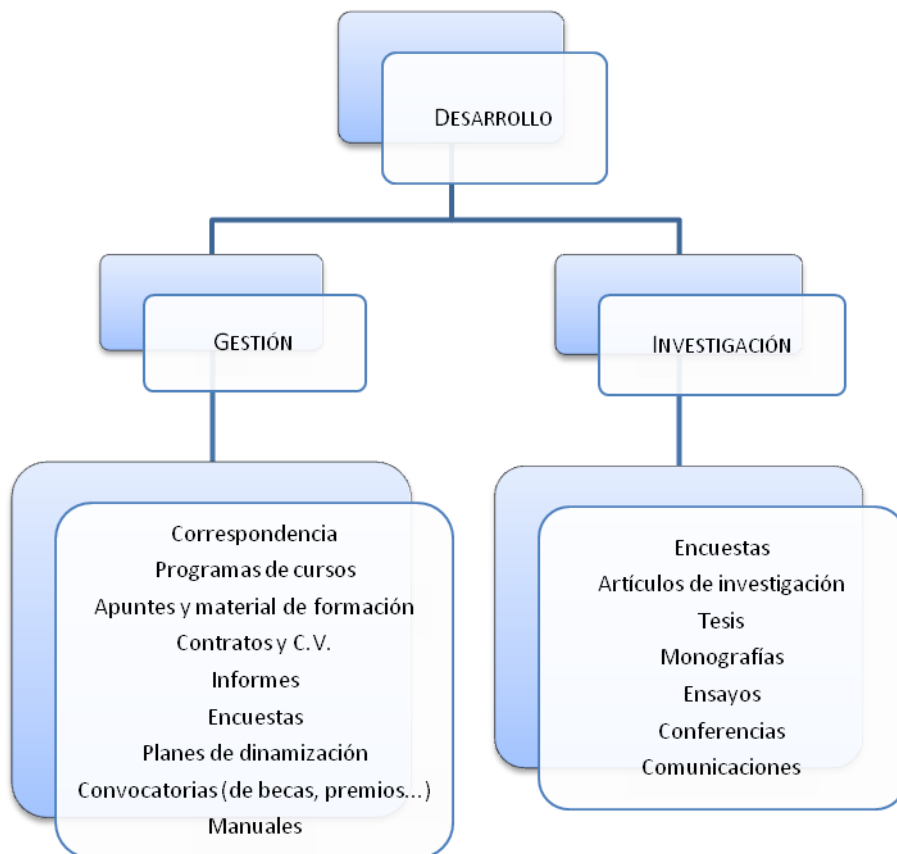 DESARROLLO
GESTIÓN
INVESTIGACIÓN
Correspondencia
Programas de cursos
Apuntes y material de formación
Contratos y C.V.
Informes
Encuestas
Planes de dinamización
Convocatorias (de becas, premios...)
Manuales
Encuestas
Artículos de investigación
Tesis
Monografías
Ensayos
Conferencias
Comunicaciones